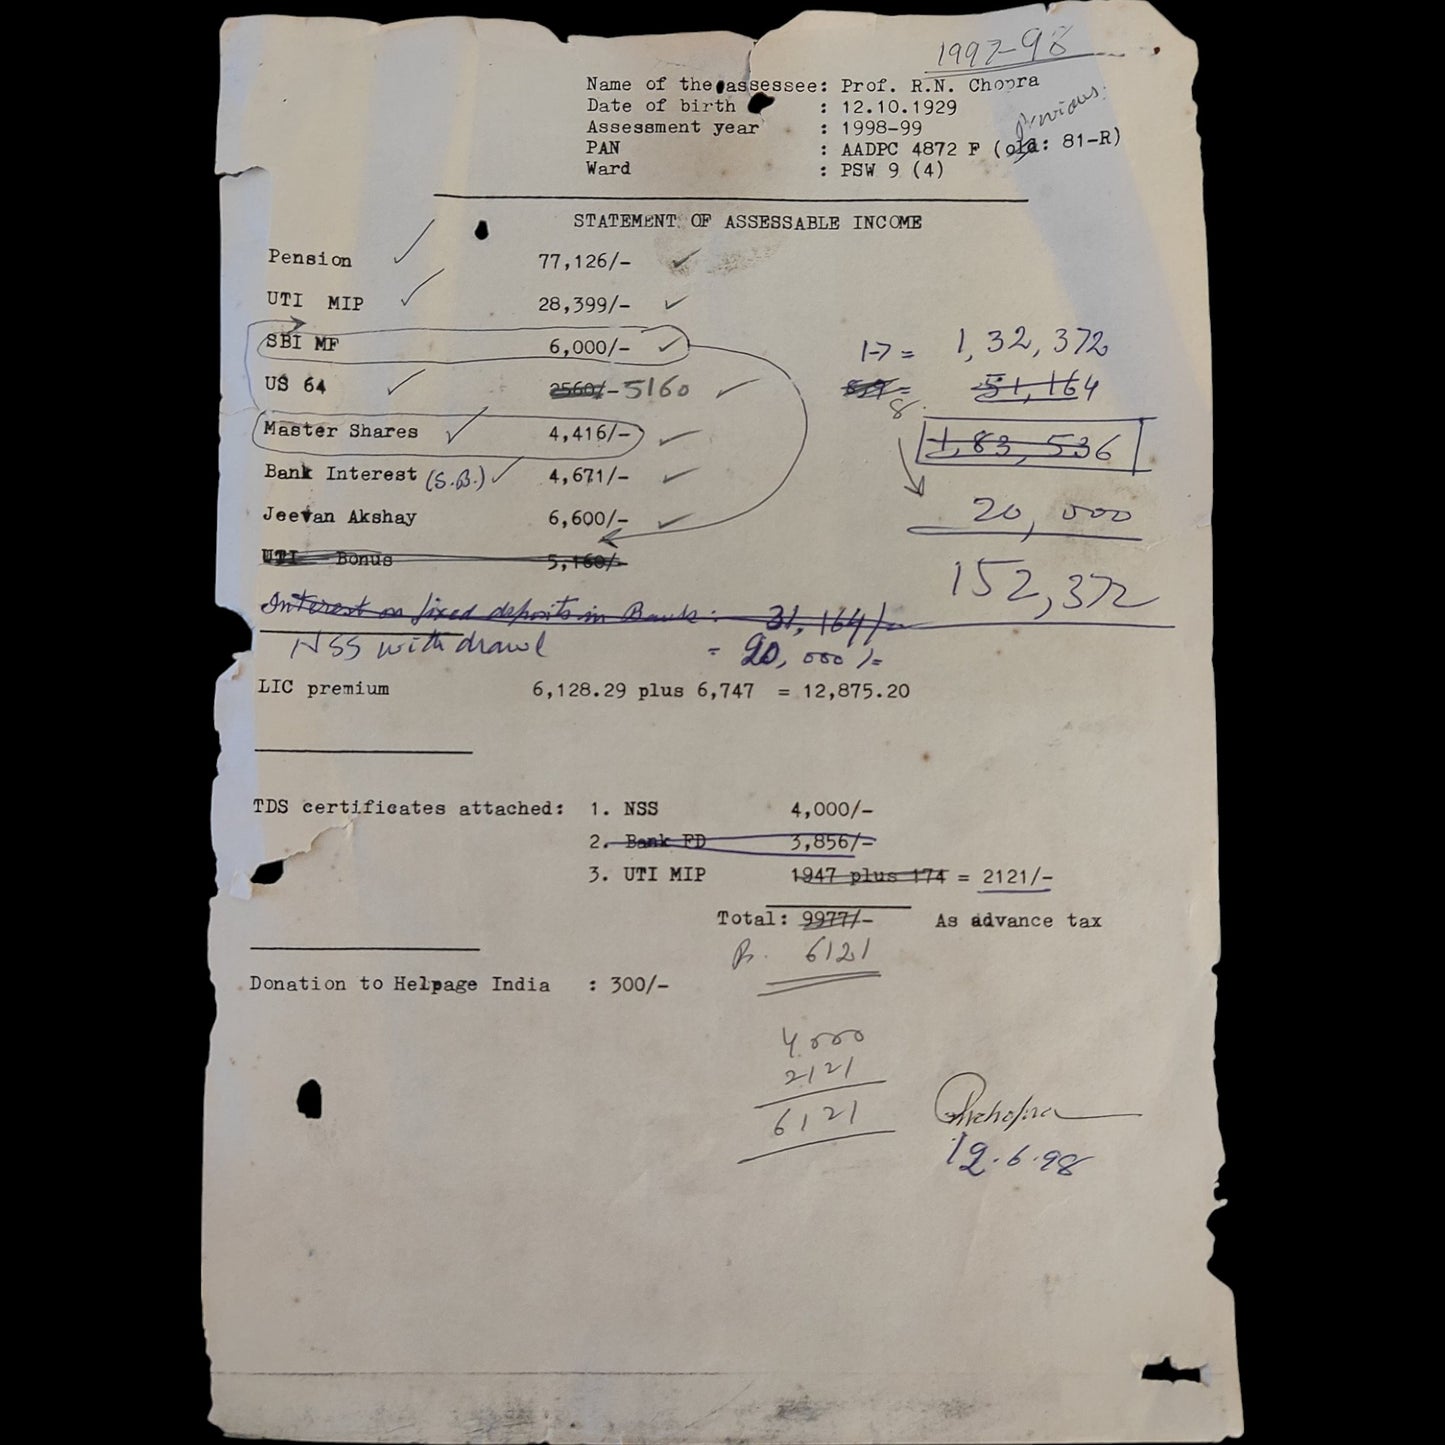 1997-98
Name of the assessee: Prof. R.N. Chopra
Date of birth : 12.10.1929
Assessment year : 1998-99
previous:
PAN : AADPC 4872 F (old: 81-R)
Ward : PSW 9 (4)
STATEMENT OF ASSESSABLE INCOME
Pension 77,126/-
UTI MIP 28,399/-
SBI MF 6,000/- 1-7 = 1,32,372
US 64 2560/- 5160 = 51,164
8.
Master Shares 4,416/- 1,83,536
Bank Interest (S.B.) 4,671/-
Jeevan Akshay 6,600/- 20,000
UTI Bonus 5,160/-
152,372
Interest on fixed deposits in Bank: 31,164/-
NSS withdrawl = 20,000/=
LIC premium 6,128.29 plus 6,747 = 12,875.20
TDS certificates attached: 1. NSS 4,000/-
2. Bank FD 3,856/-
3. UTI MIP 1947 plus 174 = 2121/-
Total: 9977/- As advance tax
Rs. 6121
Donation to Helpage India : 300/-
4000
2121
6121
Rnchopra
12.6.98